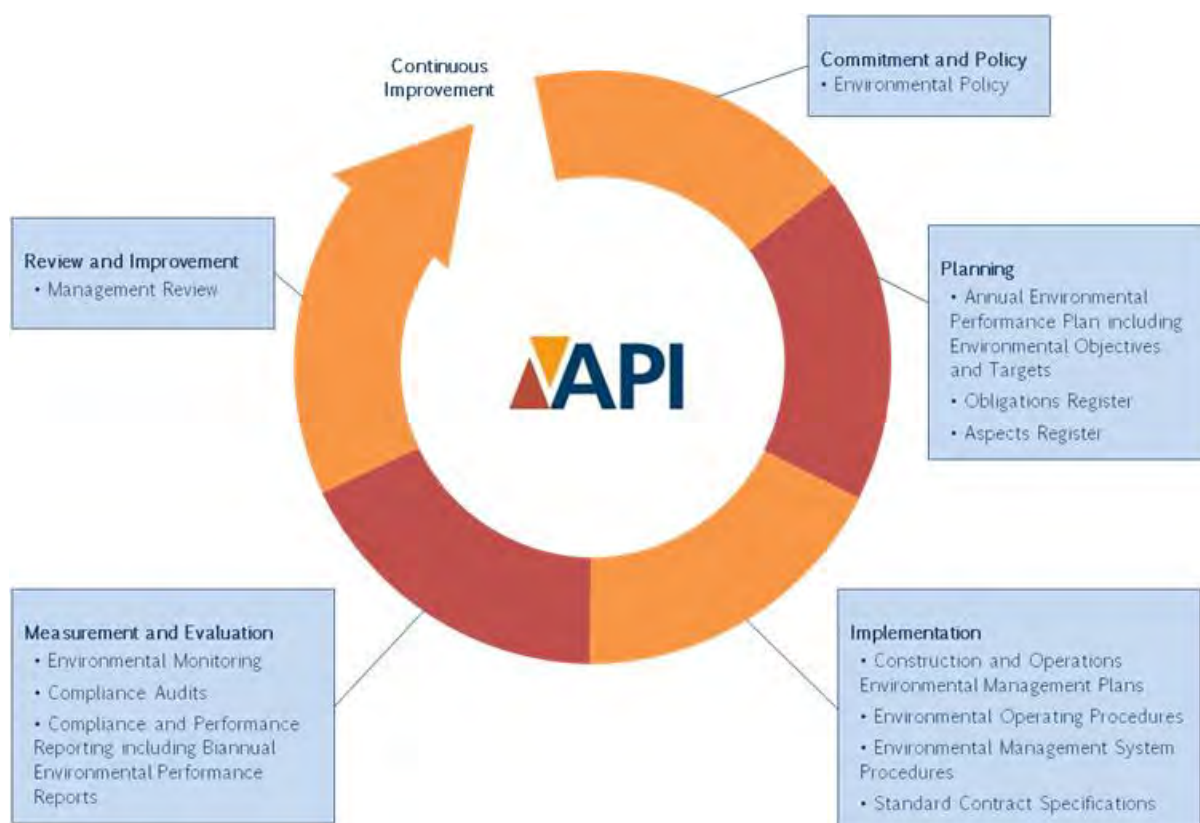 Continuous
Improvement
Commitment and Policy
• Environmental Policy
Review and Improvement
• Management Review
Planning
• Annual Environmental
Performance Plan including
Environmental Objectives
and Targets
• Obligations Register
• Aspects Register
API
Measurement and Evaluation
• Environmental Monitoring
• Compliance Audits
• Compliance and Performance
Reporting including Biannual
Environmental Performance
Reports
Implementation
• Construction and Operations
Environmental Management Plans
• Environmental Operating Procedures
• Environmental Management System
Procedures
• Standard Contract Specifications